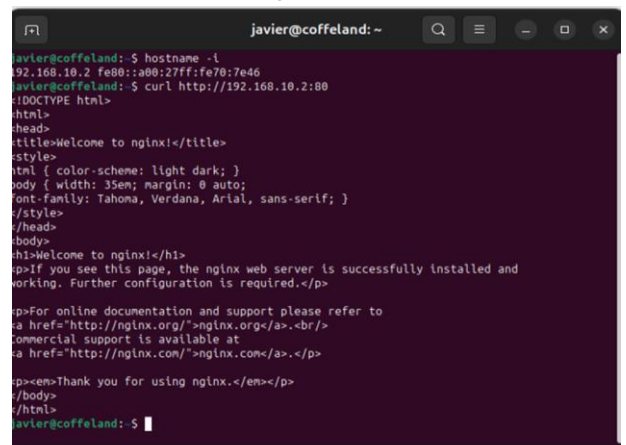 javier@coffeland: ~
javier@coffeland:~$ hostname -i
192.168.10.2 fe80::a00:27ff:fe70:7e46
javier@coffeland:~$ curl http://192.168.10.2:80
<!DOCTYPE html>
<html>
<head>
<title>Welcome to nginx!</title>
<style>
html { color-scheme: light dark; }
body { width: 35em; margin: 0 auto;
font-family: Tahoma, Verdana, Arial, sans-serif; }
</style>
</head>
<body>
<h1>Welcome to nginx!</h1>
<p>If you see this page, the nginx web server is successfully installed and
working. Further configuration is required.</p>
<p>For online documentation and support please refer to
<a href="http://nginx.org/">nginx.org</a>.<br/>
Commercial support is available at
<a href="http://nginx.com/">nginx.com</a>.</p>
<p><em>Thank you for using nginx.</em></p>
</body>
</html>
javier@coffeland:~$